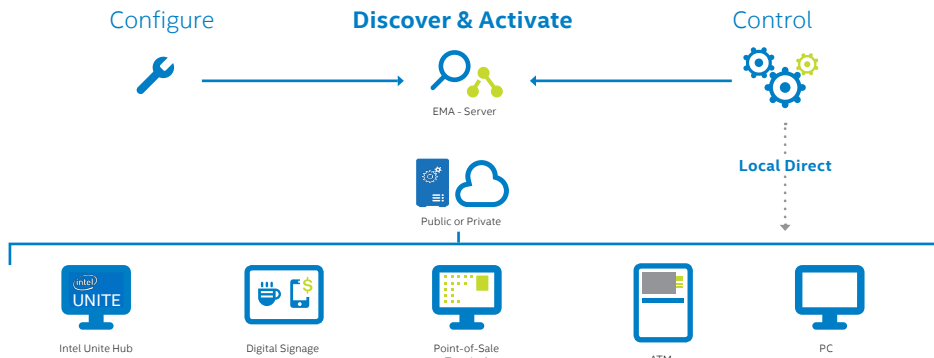 Configure
Discover & Activate
Control
EMA - Server
Local Direct
Public or Private
intel
UNITE
$
Intel Unite Hub
Digital Signage
Point-of-Sale
ATM
PC